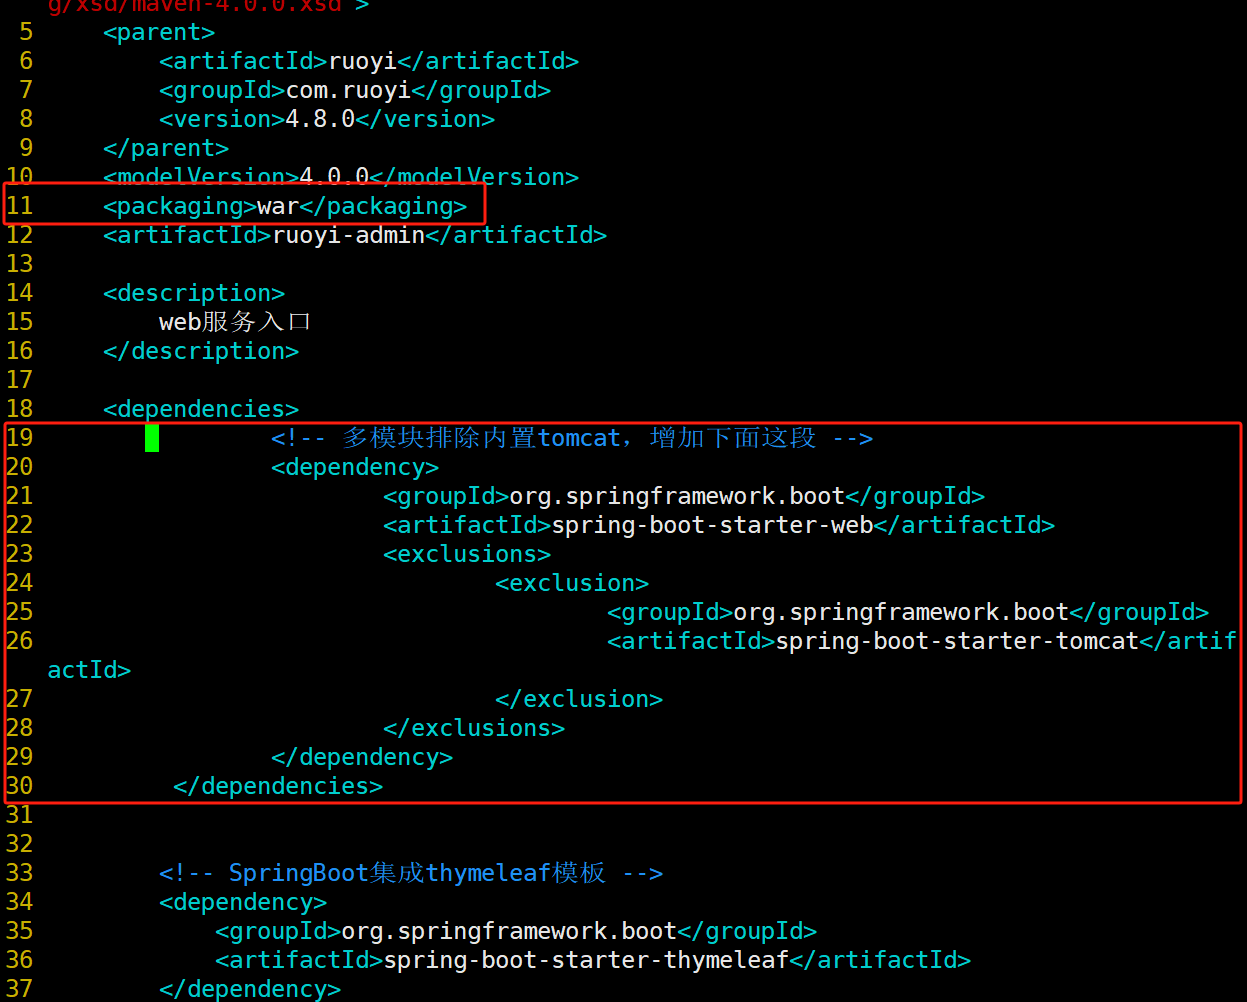 g/xsd/maven-4.0.0.xsd">
5 <parent>
6 <artifactId>ruoyi</artifactId>
7 <groupId>com.ruoyi</groupId>
8 <version>4.8.0</version>
9 </parent>
10 <modelVersion>4.0.0</modelVersion>
11 <packaging>war</packaging>
12 <artifactId>ruoyi-admin</artifactId>
13
14 <description>
15 web服务入口
16 </description>
17
18 <dependencies>
19 <!-- 多模块排除内置tomcat，增加下面这段 -->
20 <dependency>
21 <groupId>org.springframework.boot</groupId>
22 <artifactId>spring-boot-starter-web</artifactId>
23 <exclusions>
24 <exclusion>
25 <groupId>org.springframework.boot</groupId>
26 <artifactId>spring-boot-starter-tomcat</artif
actId>
27 </exclusion>
28 </exclusions>
29 </dependency>
30 </dependencies>
31
32
33 <!-- SpringBoot集成thymeleaf模板 -->
34 <dependency>
35 <groupId>org.springframework.boot</groupId>
36 <artifactId>spring-boot-starter-thymeleaf</artifactId>
37 </dependency>